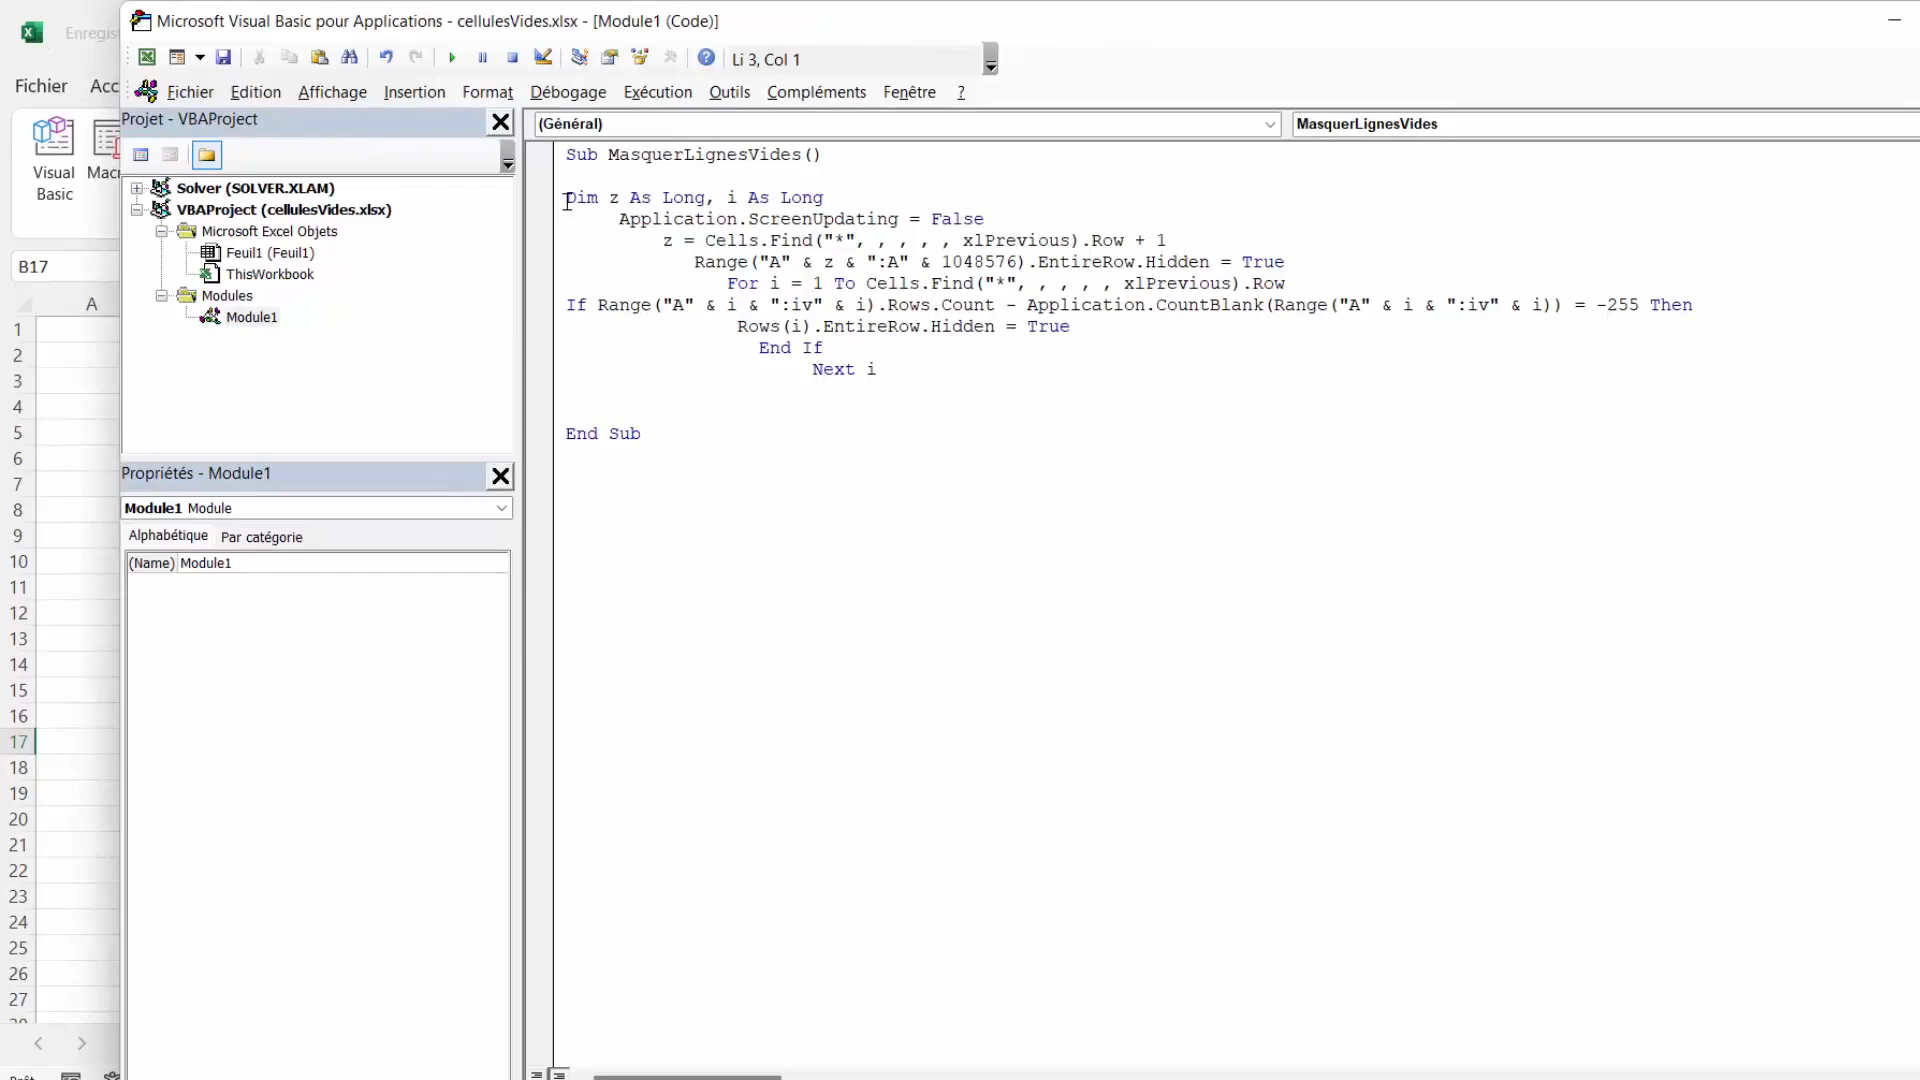 Microsoft Visual Basic pour Applications - cellulesVides.xlsx - [Module1 (Code)]
Enregis
Li 3, Col 1
Fichier Acc
Fichier Edition Affichage Insertion Format Débogage Exécution Outils Compléments Fenêtre ?
Projet - VBAProject
(Général)
MasquerLignesVides
Visual Basic
Macr
Solver (SOLVER.XLAM)
VBAProject (cellulesVides.xlsx)
Microsoft Excel Objets
Feuil1 (Feuil1)
ThisWorkbook
Modules
Module1
B17
A
1
2
3
4
5
6
7
8
9
10
11
12
13
14
15
16
17
18
19
20
21
22
23
24
25
26
27
28
Propriétés - Module1
Module1 Module
Alphabétique Par catégorie
(Name) Module1
Sub MasquerLignesVides()
Dim z As Long, i As Long
Application.ScreenUpdating = False
z = Cells.Find("*", , , , , xlPrevious).Row + 1
Range("A" & z & ":A" & 1048576).EntireRow.Hidden = True
For i = 1 To Cells.Find("*", , , , , xlPrevious).Row
If Range("A" & i & ":iv" & i).Rows.Count - Application.CountBlank(Range("A" & i & ":iv" & i)) = -255 Then
Rows(i).EntireRow.Hidden = True
End If
Next i
End Sub